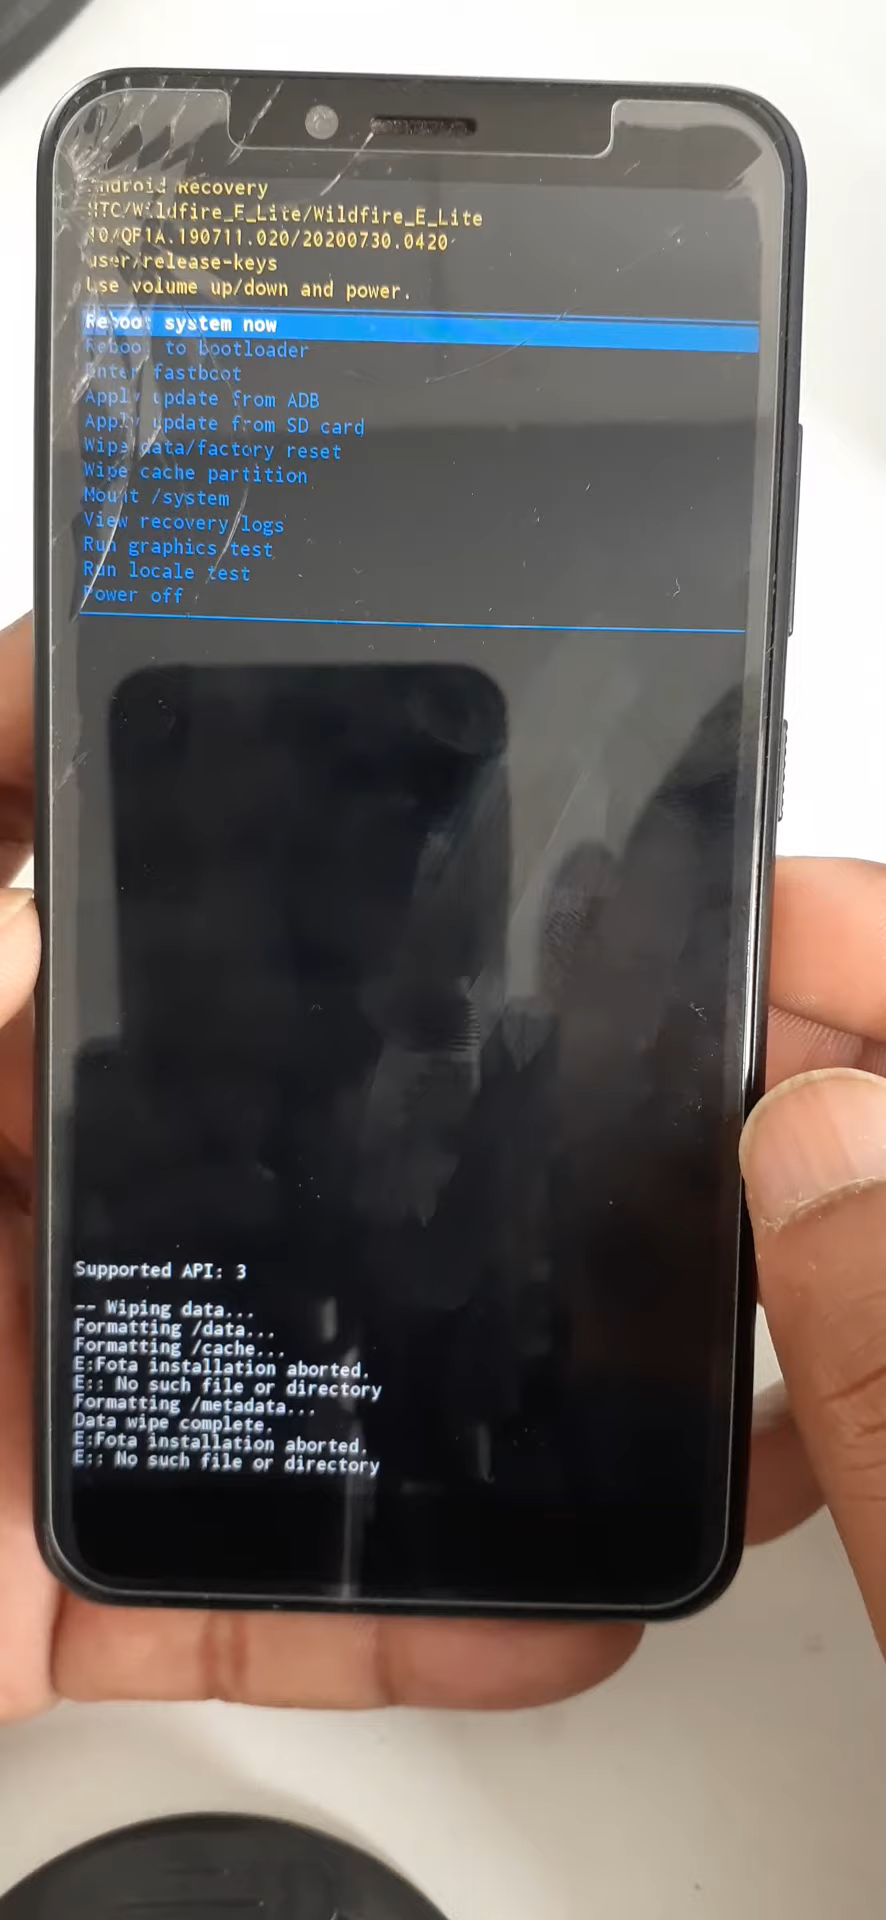 Android Recovery
HTC/Wildfire_E_Lite/Wildfire_E_Lite
10/QF1A.190711.020/20200730.0420
user/release-keys
Use volume up/down and power.
Reboot system now
Reboot to bootloader
Enter fastboot
Apply update from ADB
Apply update from SD card
Wipe data/factory reset
Wipe cache partition
Mount /system
View recovery logs
Run graphics test
Run locale test
Power off
Supported API: 3
-- Wiping data...
Formatting /data...
Formatting /cache...
E:Fota installation aborted.
E:: No such file or directory
Formatting /metadata...
Data wipe complete.
E:Fota installation aborted.
E:: No such file or directory